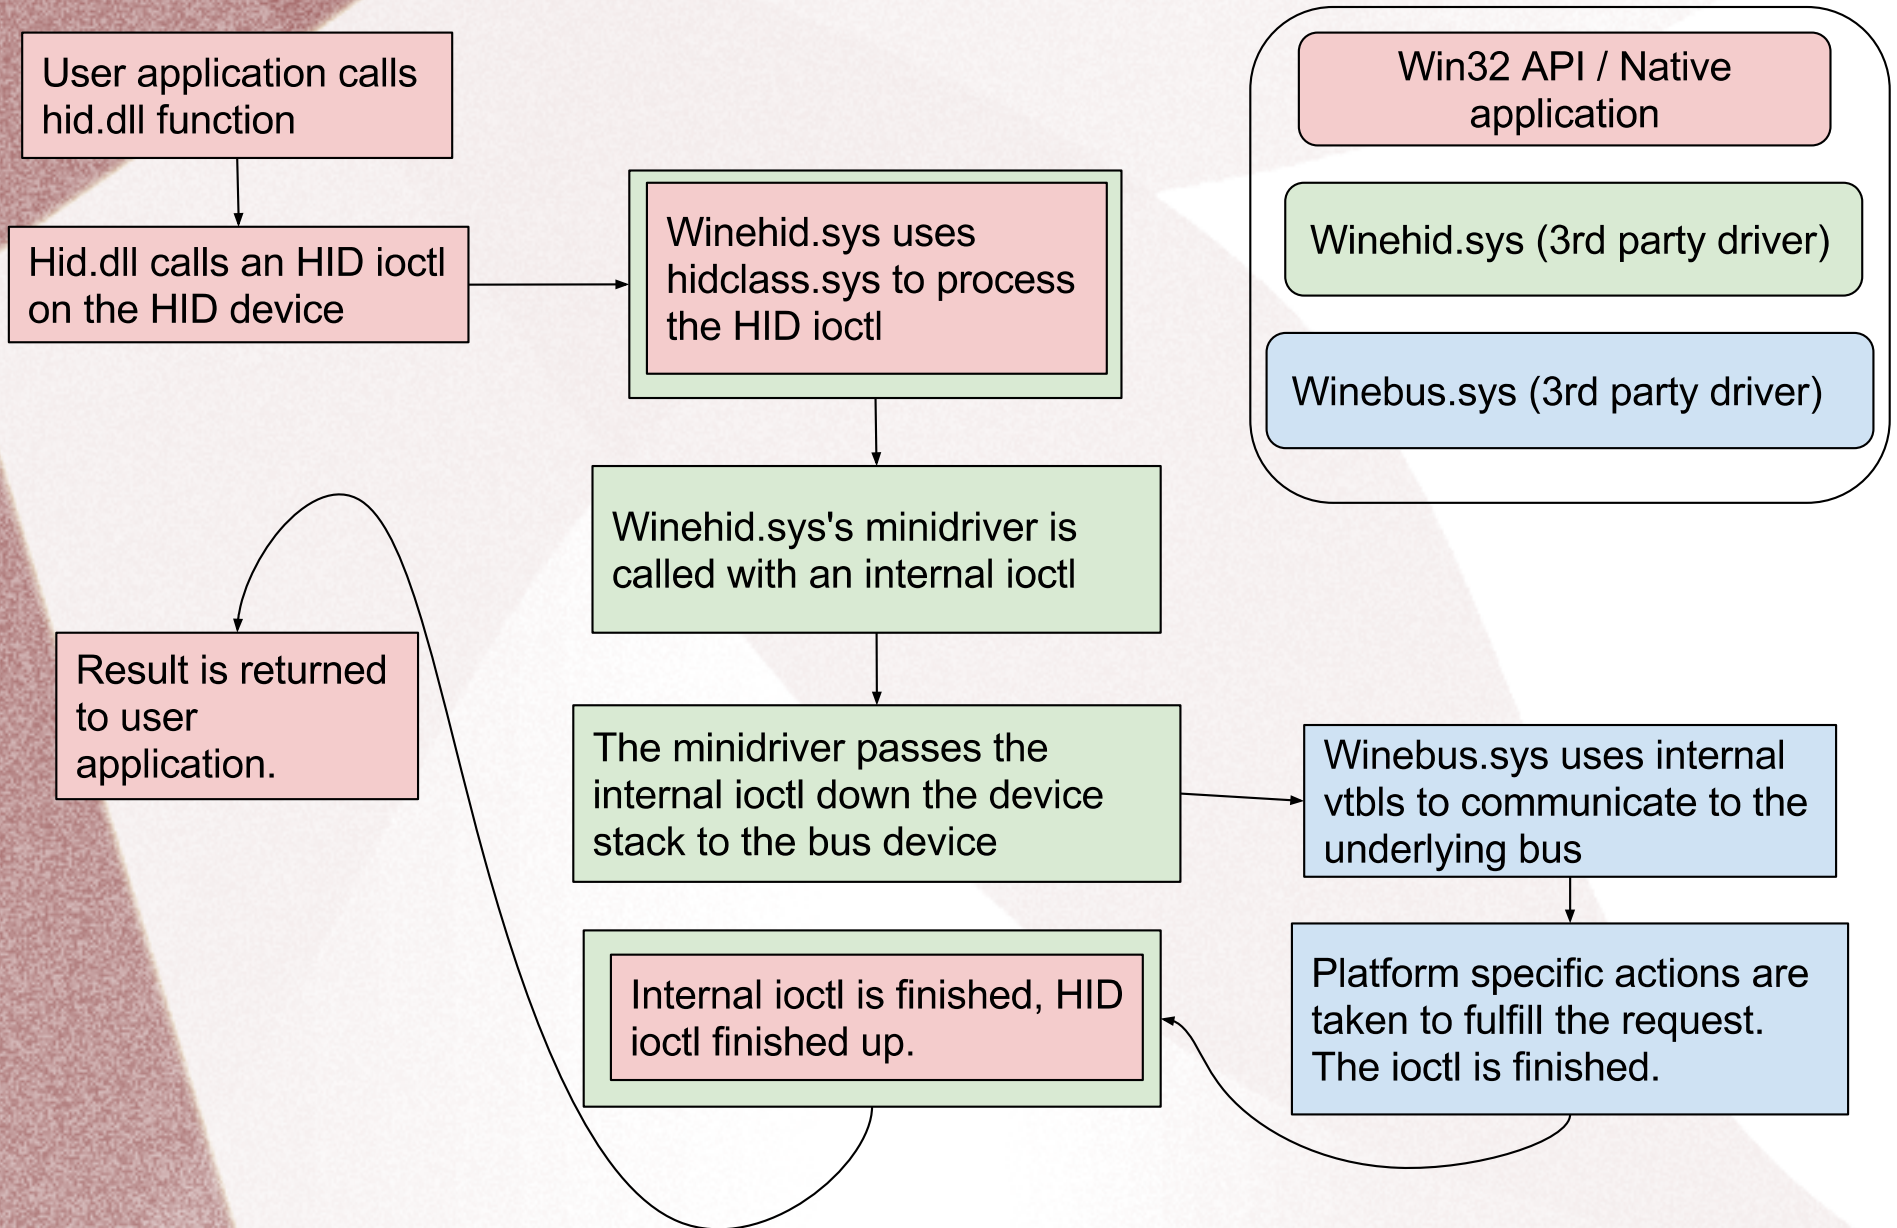 User application calls
hid.dll function
Hid.dll calls an HID ioctl
on the HID device
Winehid.sys uses
hidclass.sys to process
the HID ioctl
Winehid.sys's minidriver is
called with an internal ioctl
The minidriver passes the
internal ioctl down the device
stack to the bus device
Winebus.sys uses internal
vtbls to communicate to the
underlying bus
Platform specific actions are
taken to fulfill the request.
The ioctl is finished.
Internal ioctl is finished, HID
ioctl finished up.
Result is returned
to user
application.
Win32 API / Native
application
Winehid.sys (3rd party driver)
Winebus.sys (3rd party driver)